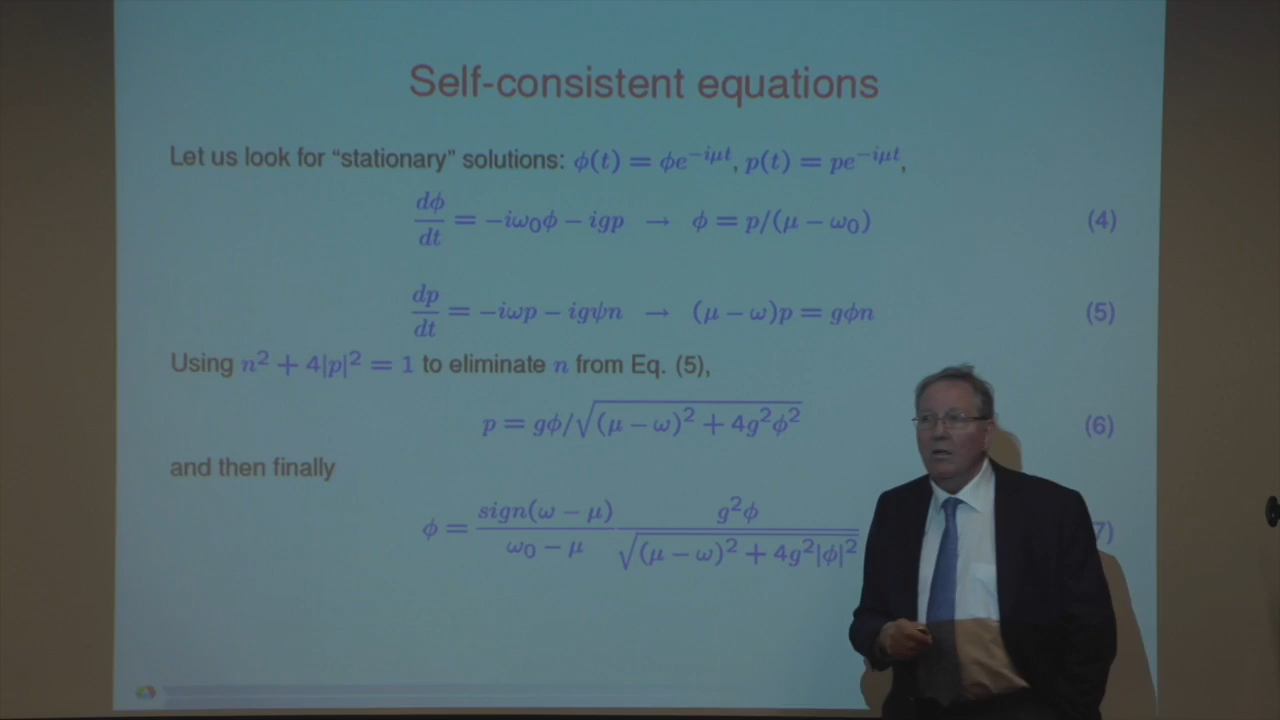 Self-consistent equations
Let us look for “stationary” solutions: ϕ(t) = ϕe^{−iμt}, p(t) = pe^{−iμt},
dϕ/dt = −iω₀ϕ − igp → ϕ = p/(μ − ω₀) (4)
dp/dt = −iωp − igψn → (μ − ω)p = gϕn (5)
Using n² + 4|p|² = 1 to eliminate n from Eq. (5),
p = gϕ/√((μ − ω)² + 4g²ϕ²) (6)
and then finally
ϕ = sign(ω − μ)/(ω₀ − μ) g²ϕ/√((μ − ω)² + 4g²|ϕ|²) 7)